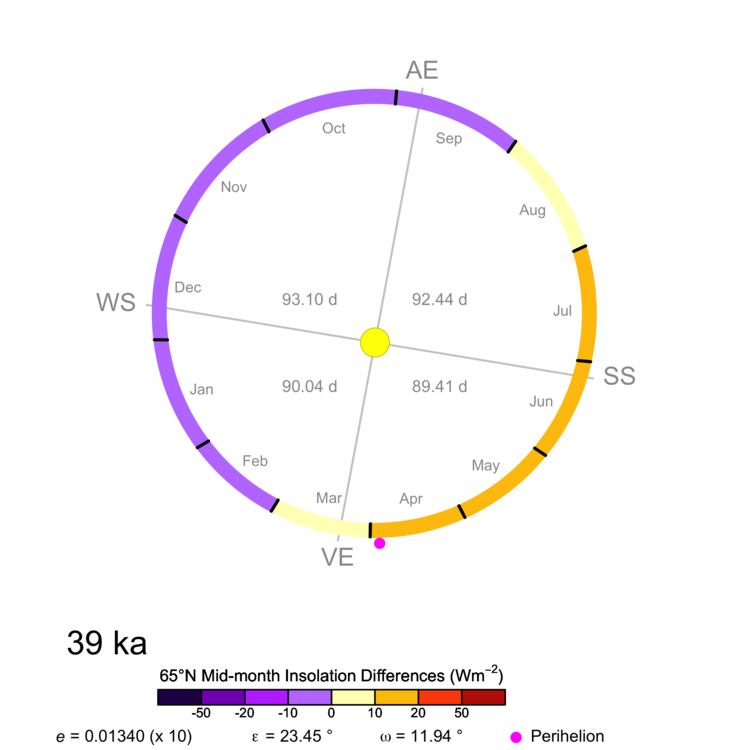 AE
Oct
Sep
Nov
Aug
Dec
WS
93.10 d
92.44 d
Jul
SS
90.04 d
89.41 d
Jan
Jun
Feb
May
Mar
Apr
VE
39 ka
65°N Mid-month Insolation Differences (Wm⁻²)
-50 -20 -10 0 10 20 50
e = 0.01340 (x 10) ε = 23.45 ° ω = 11.94 ° Perihelion